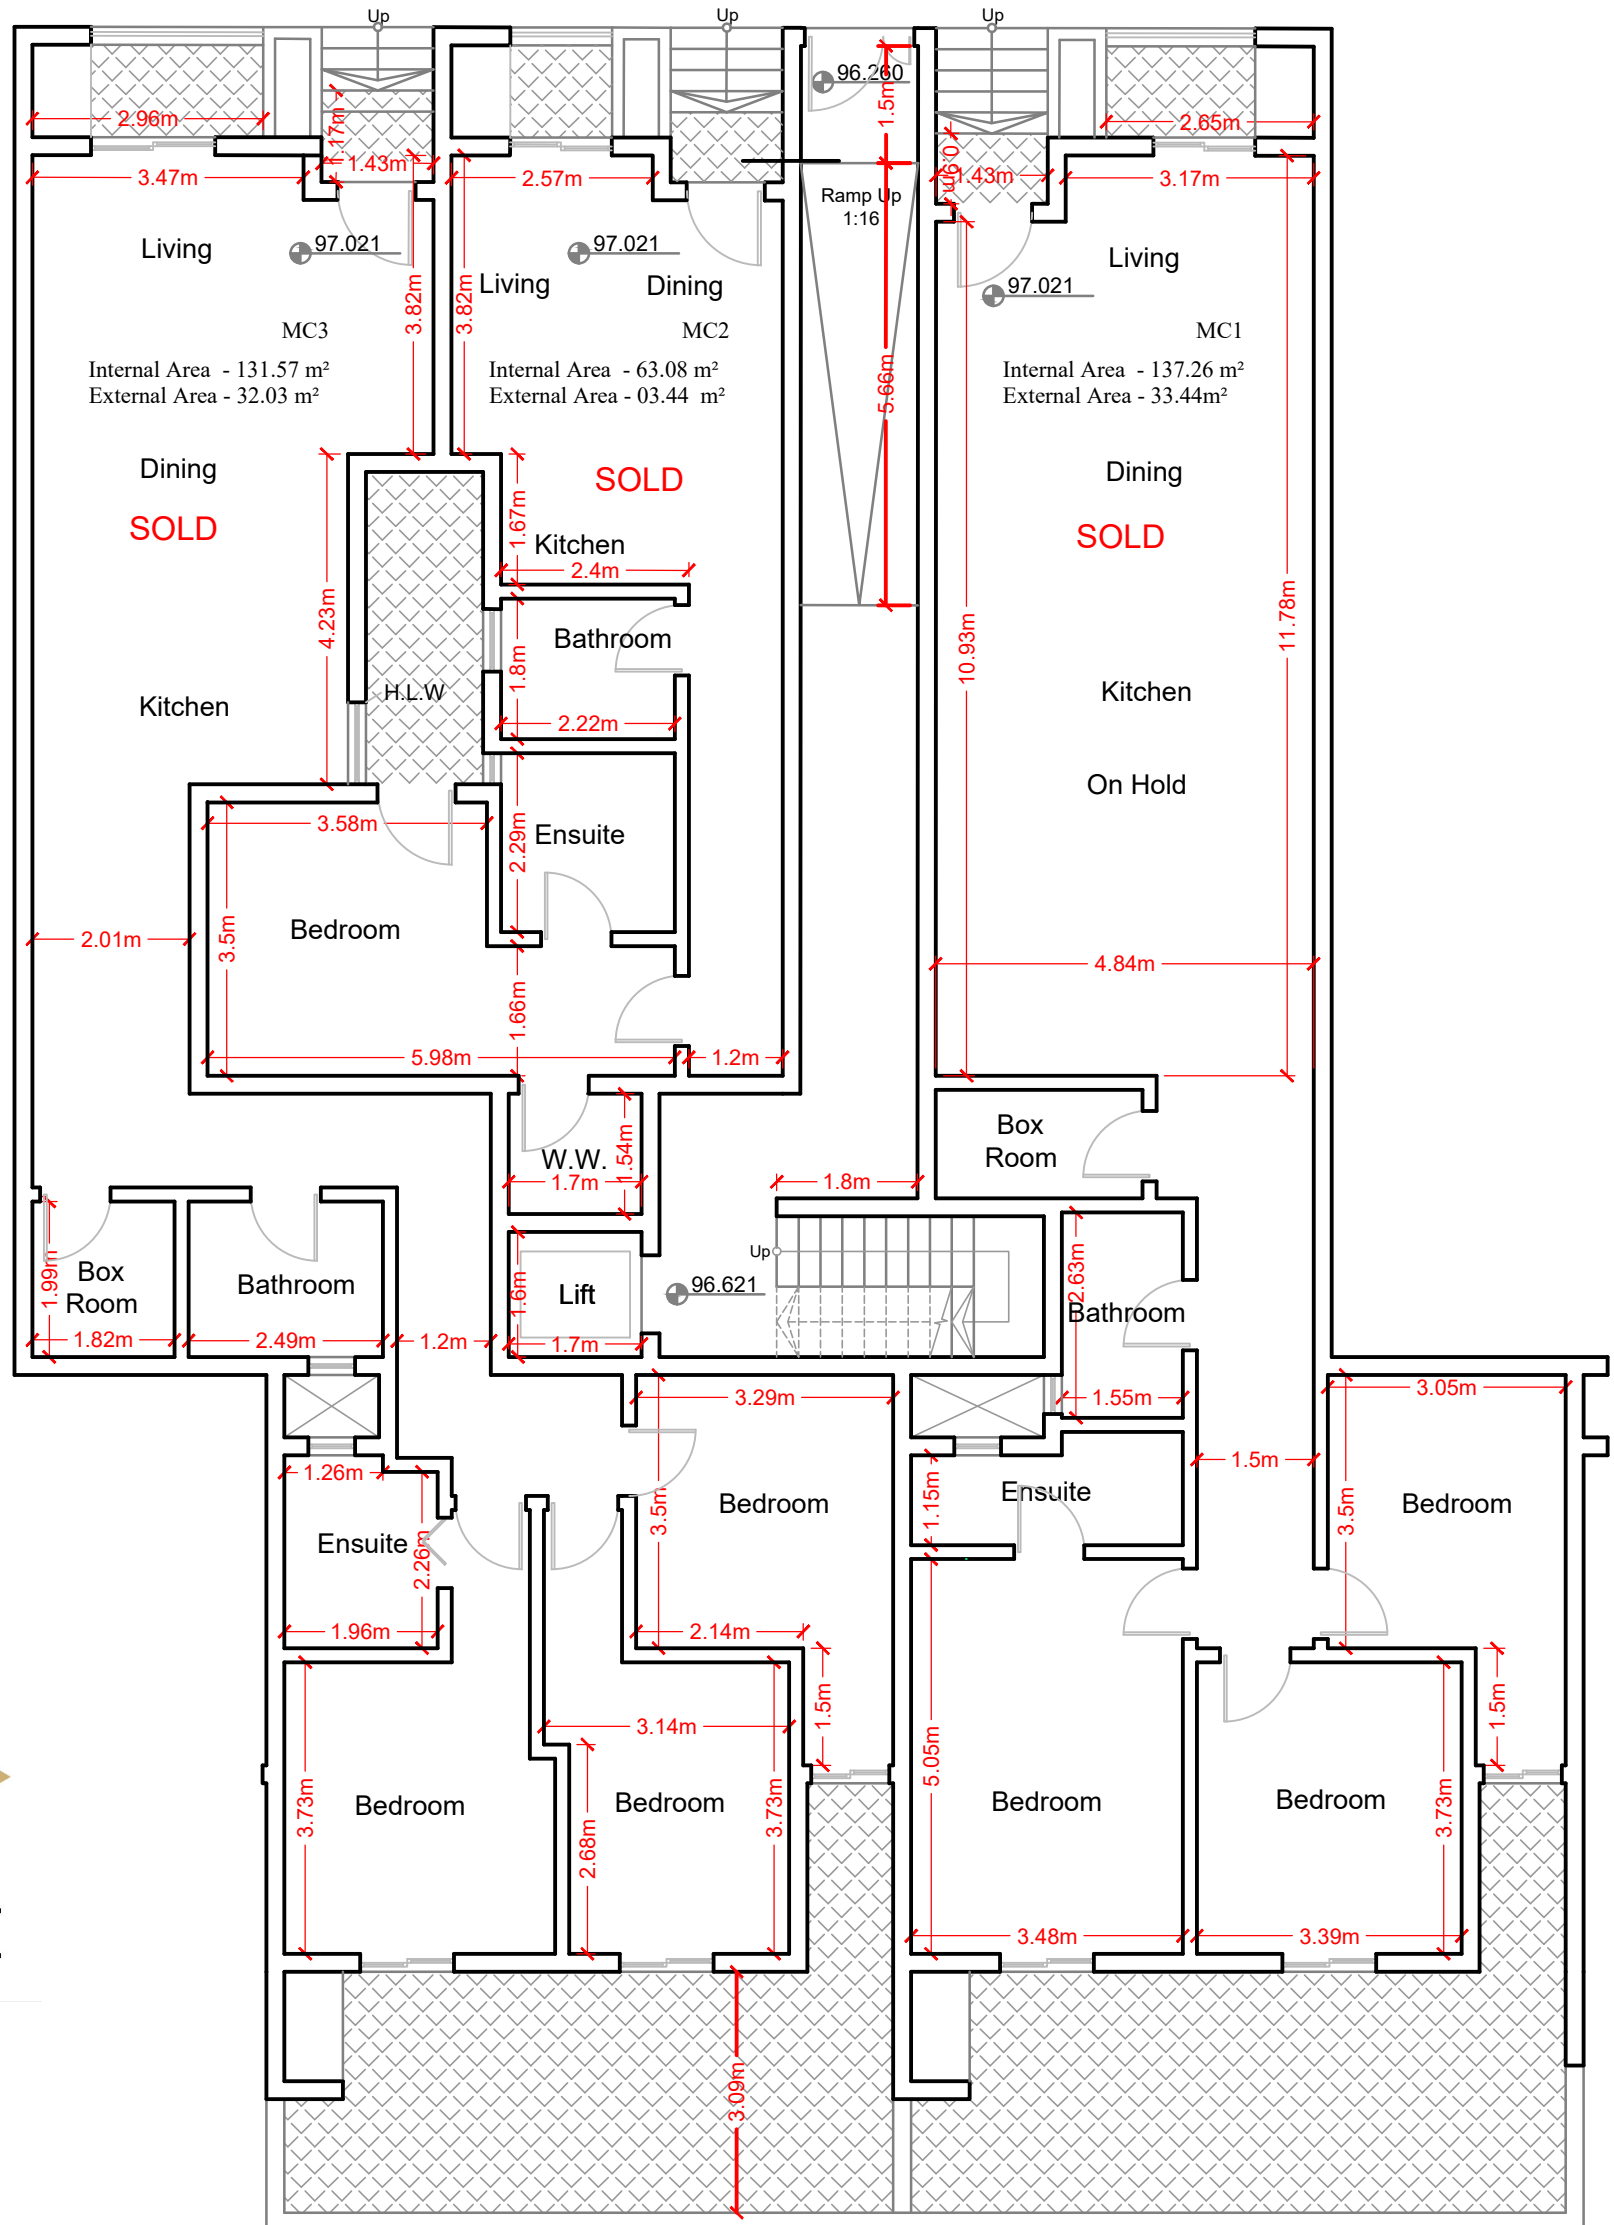 Up
Up
Up
96.260
1.5m
2.96m
1.17m
1.43m
2.65m
3.47m
2.57m
0.9m
1.43m
3.17m
Ramp Up
1:16
Living
97.021
97.021
Living
Dining
Living
97.021
3.82m
3.82m
MC3
Internal Area - 131.57 m²
External Area - 32.03 m²
MC2
Internal Area - 63.08 m²
External Area - 03.44 m²
5.66m
MC1
Internal Area - 137.26 m²
External Area - 33.44m²
Dining
SOLD
SOLD
Dining
SOLD
1.67m
Kitchen
2.4m
4.23m
Bathroom
1.8m
2.22m
10.93m
11.78m
Kitchen
H.L.W
Kitchen
On Hold
3.58m
2.29m
Ensuite
Bedroom
2.01m
3.5m
4.84m
1.66m
5.98m
1.2m
W.W.
1.54m
1.7m
1.8m
Box
Room
1.99m
Box
Room
1.82m
Bathroom
2.49m
1.2m
1.6m
Lift
1.7m
96.621
Up
2.63m
Bathroom
1.55m
3.29m
3.05m
1.26m
Ensuite
2.26m
1.96m
3.5m
Bedroom
2.14m
1.15m
Ensuite
1.5m
3.5m
Bedroom
1.5m
1.5m
3.14m
3.73m
Bedroom
2.68m
Bedroom
3.73m
5.05m
Bedroom
3.48m
Bedroom
3.39m
3.73m
3.09m